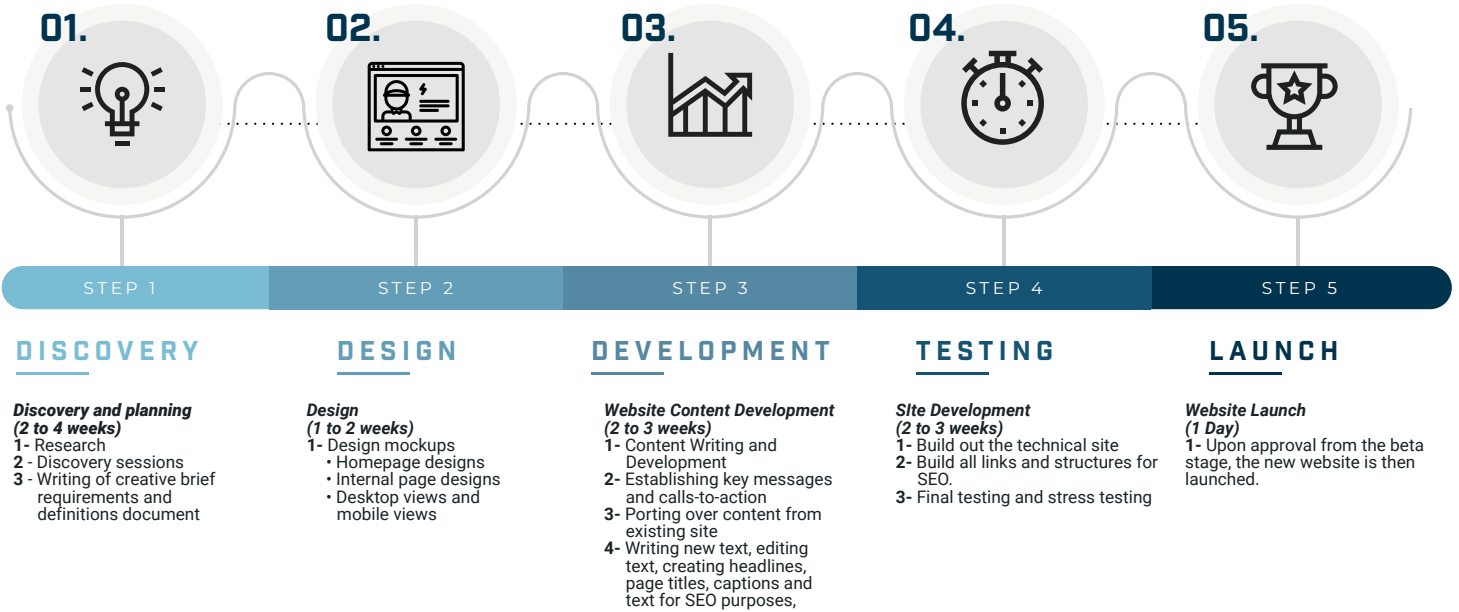 01.
02.
03.
04.
05.
STEP 1
STEP 2
STEP 3
STEP 4
STEP 5
DISCOVERY
Discovery and planning
(2 to 4 weeks)
1- Research
2 - Discovery sessions
3 - Writing of creative brief
requirements and
definitions document
DESIGN
Design
(1 to 2 weeks)
1- Design mockups
• Homepage designs
• Internal page designs
• Desktop views and
mobile views
DEVELOPMENT
Website Content Development
(2 to 3 weeks)
1- Content Writing and
Development
2- Establishing key messages
and calls-to-action
3- Porting over content from
existing site
4- Writing new text, editing
text, creating headlines,
page titles, captions and
text for SEO purposes,
TESTING
SIte Development
(2 to 3 weeks)
1- Build out the technical site
2- Build all links and structures for
SEO.
3- Final testing and stress testing
LAUNCH
Website Launch
(1 Day)
1- Upon approval from the beta
stage, the new website is then
launched.